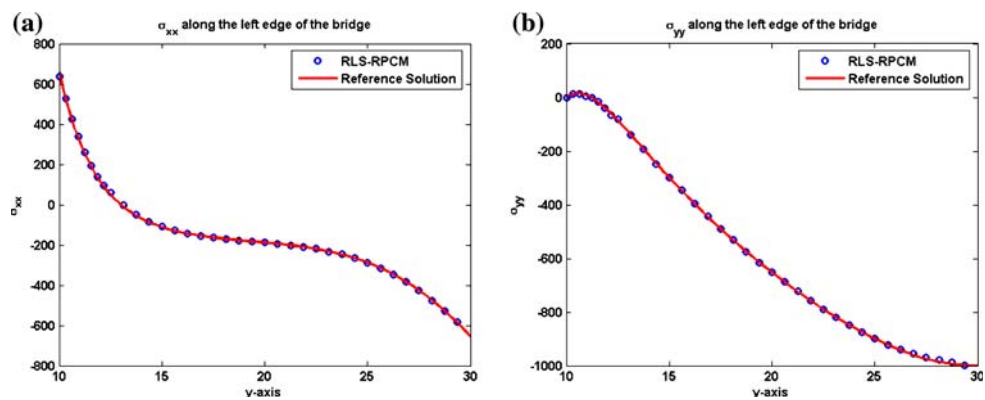 (a)
σxx along the left edge of the bridge
RLS-RPCM
Reference Solution
800
600
400
200
0
-200
-400
-600
-800
σxx
10
15
20
25
30
y-axis
(b)
σyy along the left edge of the bridge
RLS-RPCM
Reference Solution
200
0
-200
-400
-600
-800
-1000
σyy
10
15
20
25
30
y-axis